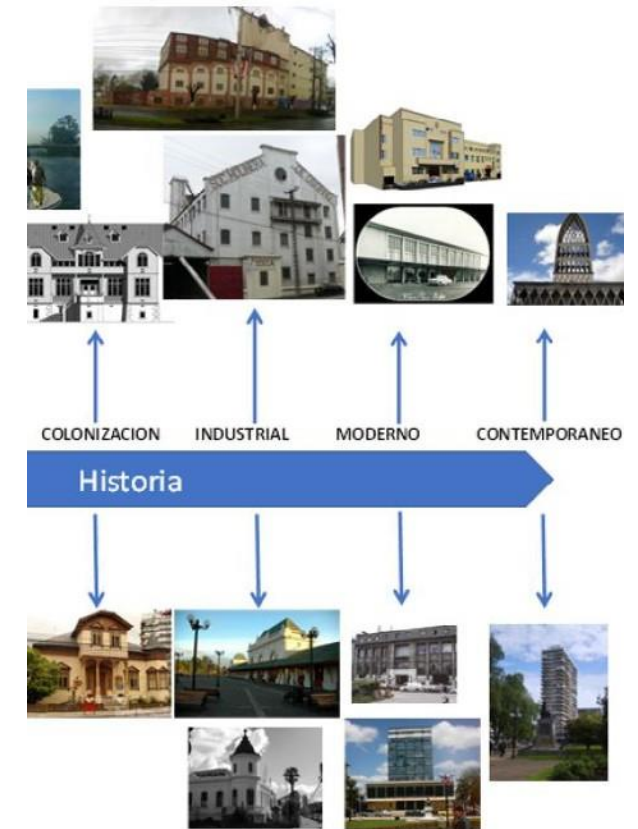 COLONIZACION
INDUSTRIAL
MODERNO
CONTEMPORANEO
Historia